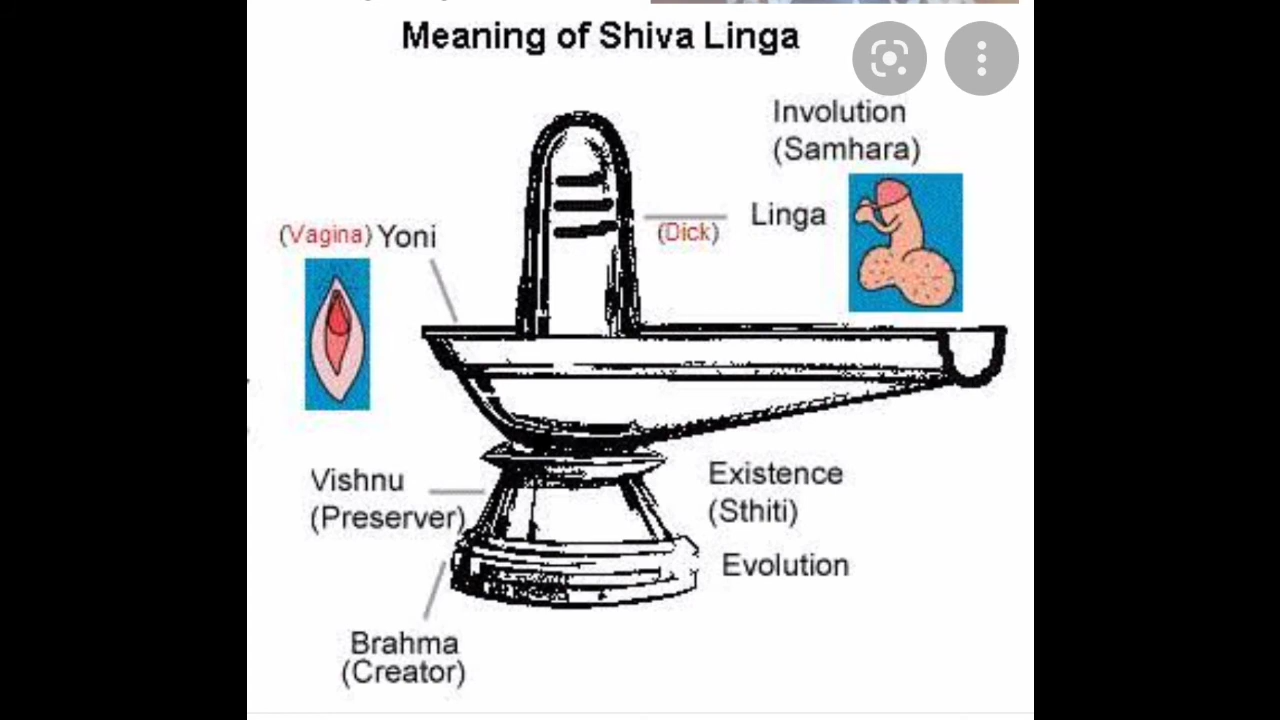 Meaning of Shiva Linga
Involution
(Samhara)
Linga
(Dick)
(Vagina) Yoni
Vishnu
(Preserver)
Existence
(Sthiti)
Evolution
Brahma
(Creator)